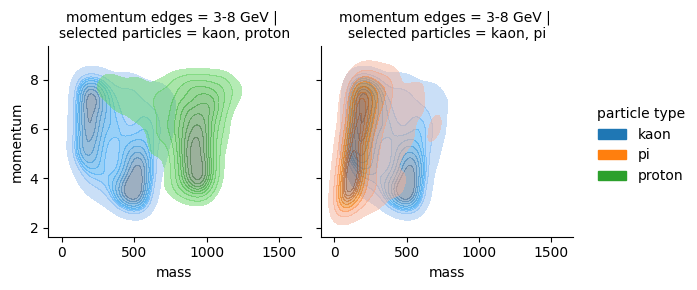 momentum edges = 3-8 GeV |
selected particles = kaon, proton
momentum edges = 3-8 GeV |
selected particles = kaon, pi
momentum
8
6
4
2
0
500
1000
1500
mass
0
500
1000
1500
mass
particle type
kaon
pi
proton